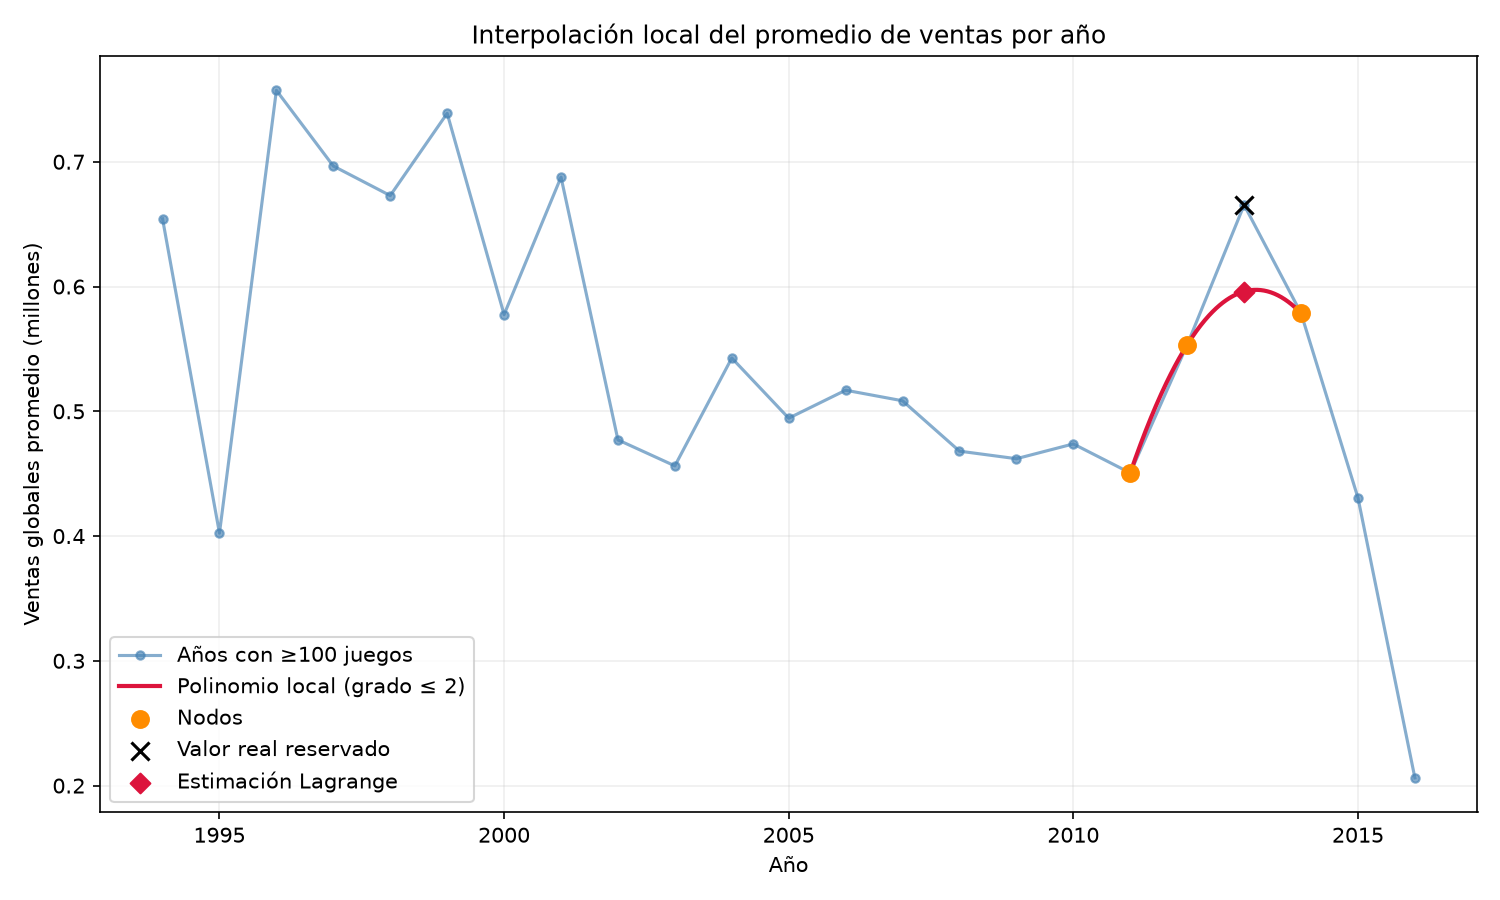 Interpolación local del promedio de ventas por año
Ventas globales promedio (millones)
0.7
0.6
0.5
0.4
0.3
0.2
Años con ≥100 juegos
Polinomio local (grado ≤ 2)
Nodos
Valor real reservado
Estimación Lagrange
1995 2000 2005 2010 2015
Año